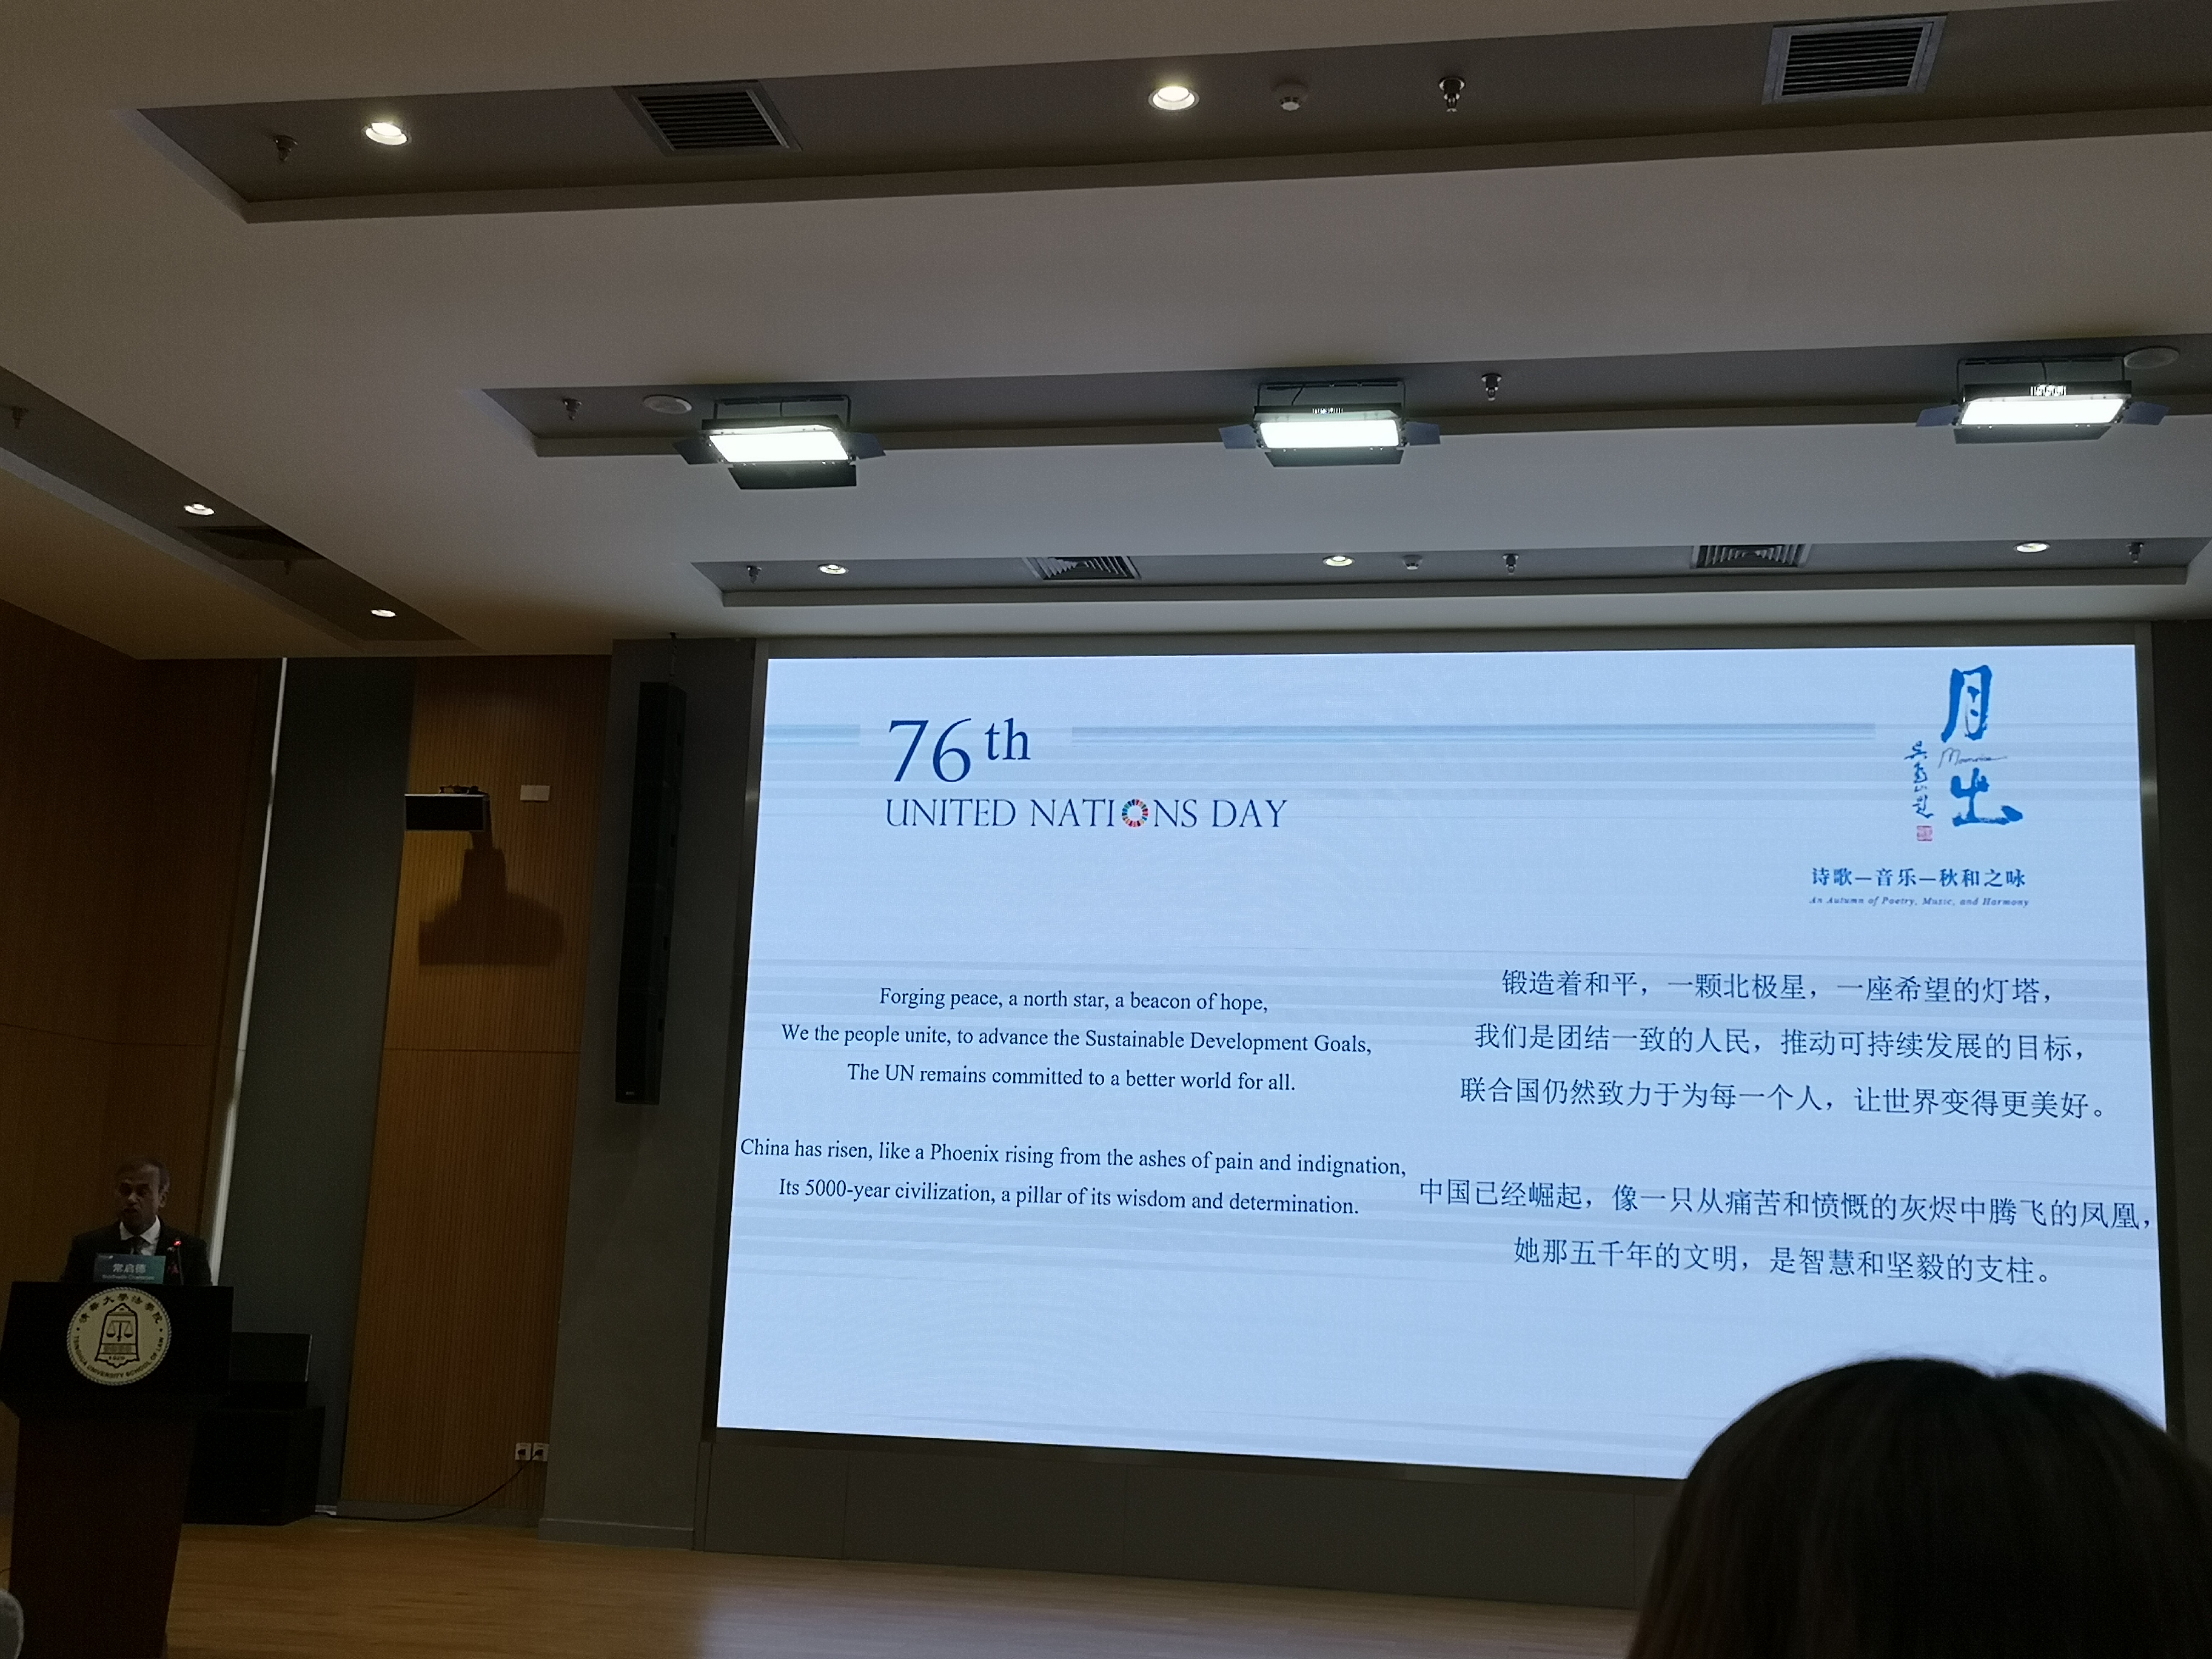 76th
UNITED NATIONS DAY
月出
诗歌—音乐—秋和之咏
An Autumn of Poetry, Music, and Harmony
Forging peace, a north star, a beacon of hope,
We the people unite, to advance the Sustainable Development Goals,
The UN remains committed to a better world for all.
China has risen, like a Phoenix rising from the ashes of pain and indignation,
Its 5000-year civilization, a pillar of its wisdom and determination.
锻造着和平，一颗北极星，一座希望的灯塔，
我们是团结一致的人民，推动可持续发展的目标，
联合国仍然致力于为每一个人，让世界变得更美好。
中国已经崛起，像一只从痛苦和愤慨的灰烬中腾飞的凤凰，
她那五千年的文明，是智慧和坚毅的支柱。
常启德
Siddharth Chatterjee
清华大學法學院
TSINGHUA UNIVERSITY SCHOOL OF LAW